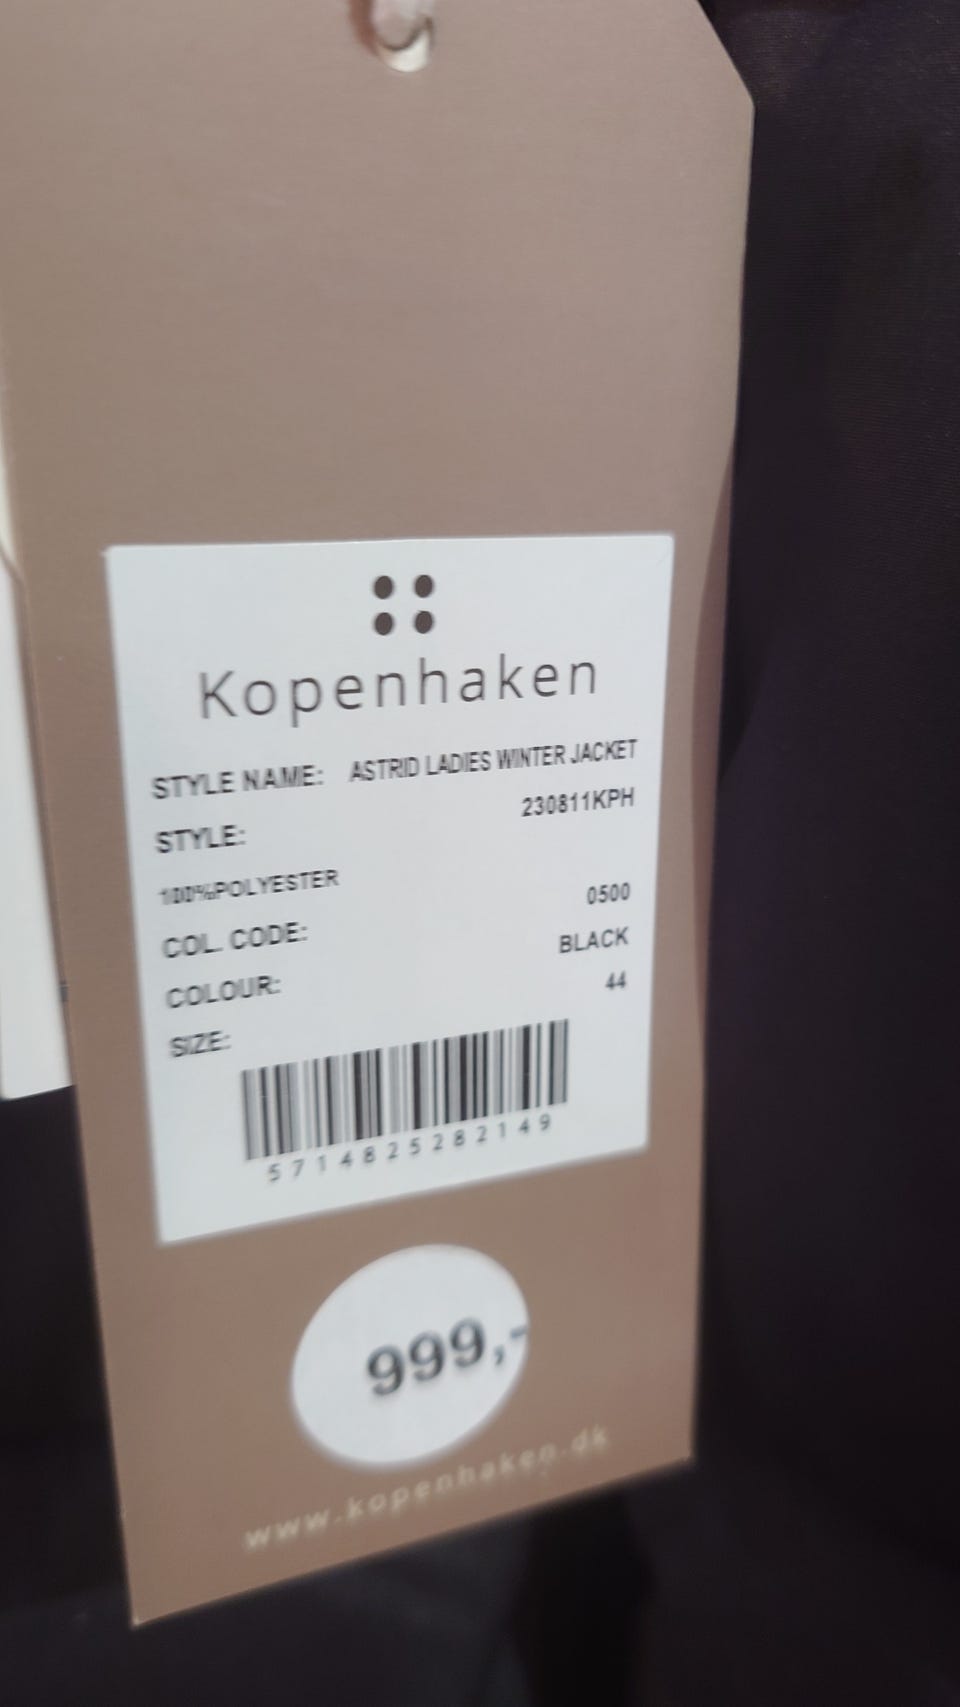 Kopenhaken
STYLE NAME: ASTRID LADIES WINTER JACKET
STYLE: 230811KPH
100%POLYESTER
COL. CODE: 0500
COLOUR: BLACK
SIZE: 44
5714825282149
999,-
www.kopenhaken.dk